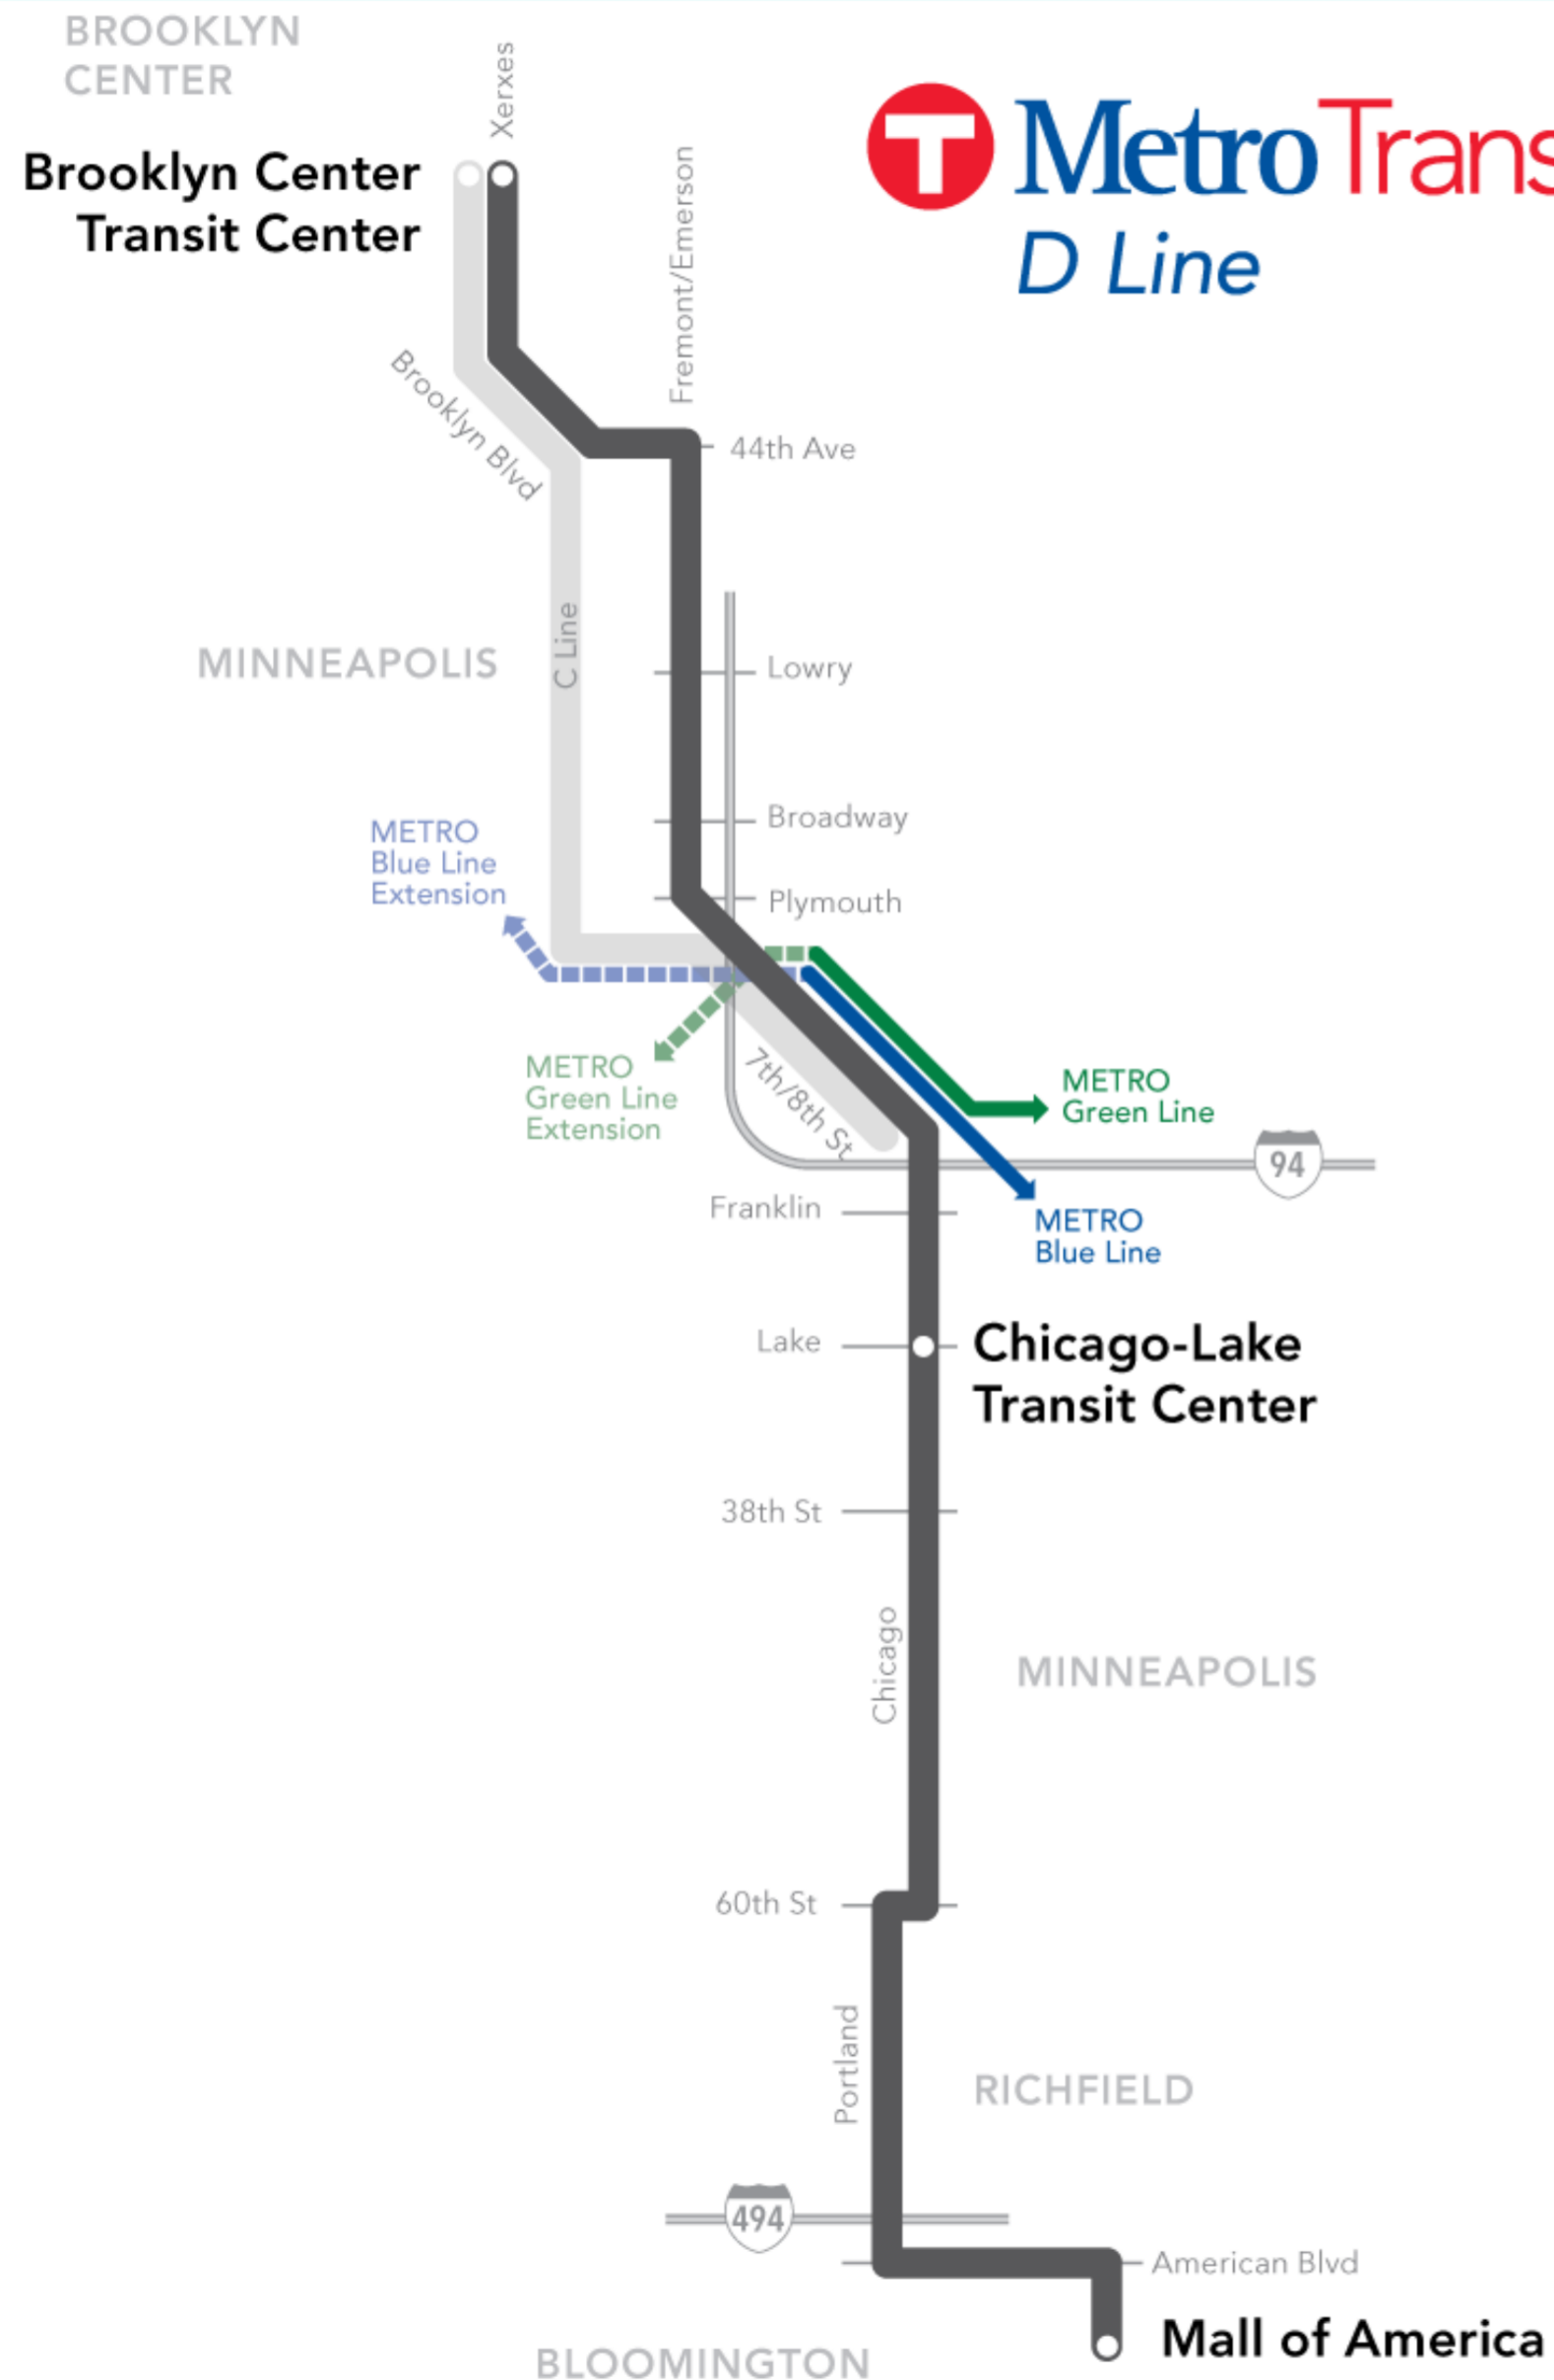 BROOKLYN
CENTER
Xerxes
Brooklyn Center
Transit Center
Fremont/Emerson
T MetroTrans
D Line
Brooklyn Blvd
44th Ave
MINNEAPOLIS
C Line
Lowry
Broadway
METRO
Blue Line
Extension
Plymouth
METRO
Green Line
Extension
7th/8th St
METRO
Green Line
94
Franklin
METRO
Blue Line
Lake
Chicago-Lake
Transit Center
38th St
Chicago
MINNEAPOLIS
60th St
Portland
RICHFIELD
494
American Blvd
Mall of America
BLOOMINGTON